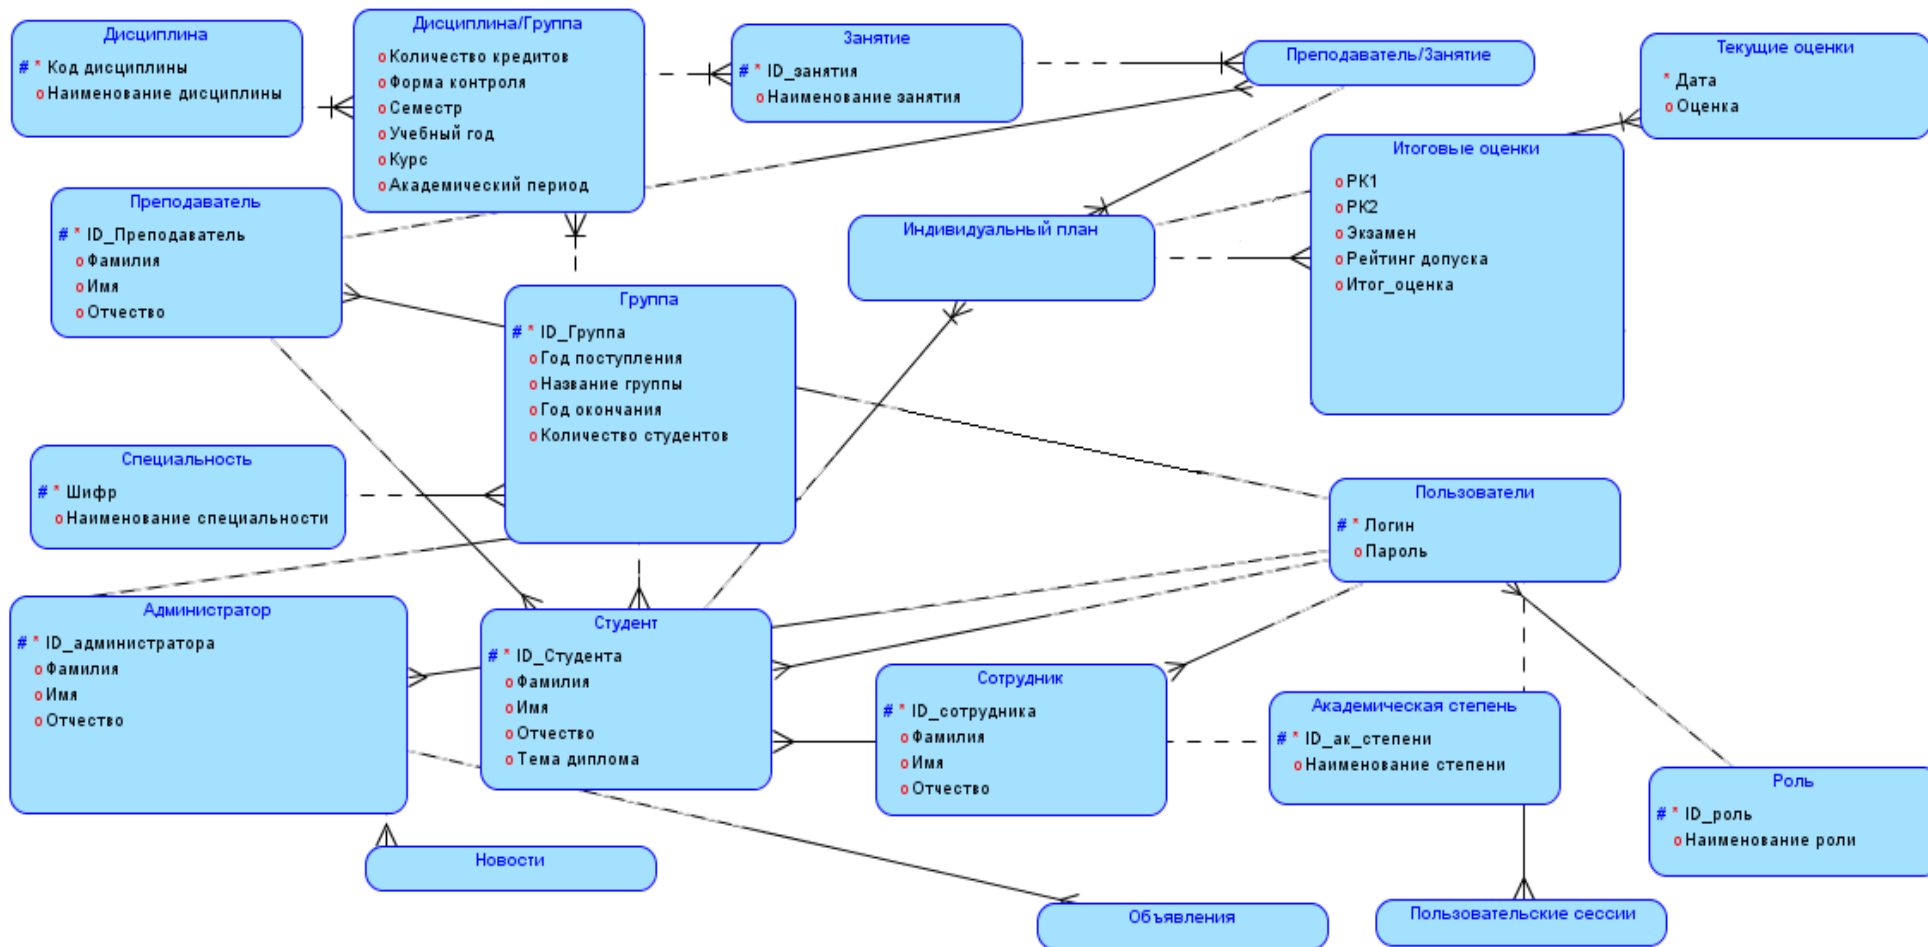 Дисциплина
# * Код дисциплины
o Наименование дисциплины
Дисциплина/Группа
o Количество кредитов
o Форма контроля
o Семестр
o Учебный год
o Курс
o Академический период
Занятие
# * ID_занятия
o Наименование занятия
Преподаватель/Занятие
Текущие оценки
* Дата
o Оценка
Преподаватель
# * ID_Преподаватель
o Фамилия
o Имя
o Отчество
Индивидуальный план
Итоговые оценки
o РК1
o РК2
o Экзамен
o Рейтинг допуска
o Итог_оценка
Группа
# * ID_Группа
o Год поступления
o Название группы
o Год окончания
o Количество студентов
Специальность
# * Шифр
o Наименование специальности
Пользователи
# * Логин
o Пароль
Администратор
# * ID_администратора
o Фамилия
o Имя
o Отчество
Студент
# * ID_Студента
o Фамилия
o Имя
o Отчество
o Тема диплома
Сотрудник
# * ID_сотрудника
o Фамилия
o Имя
o Отчество
Академическая степень
# * ID_ак_степени
o Наименование степени
Роль
# * ID_роль
o Наименование роли
Новости
Объявления
Пользовательские сессии